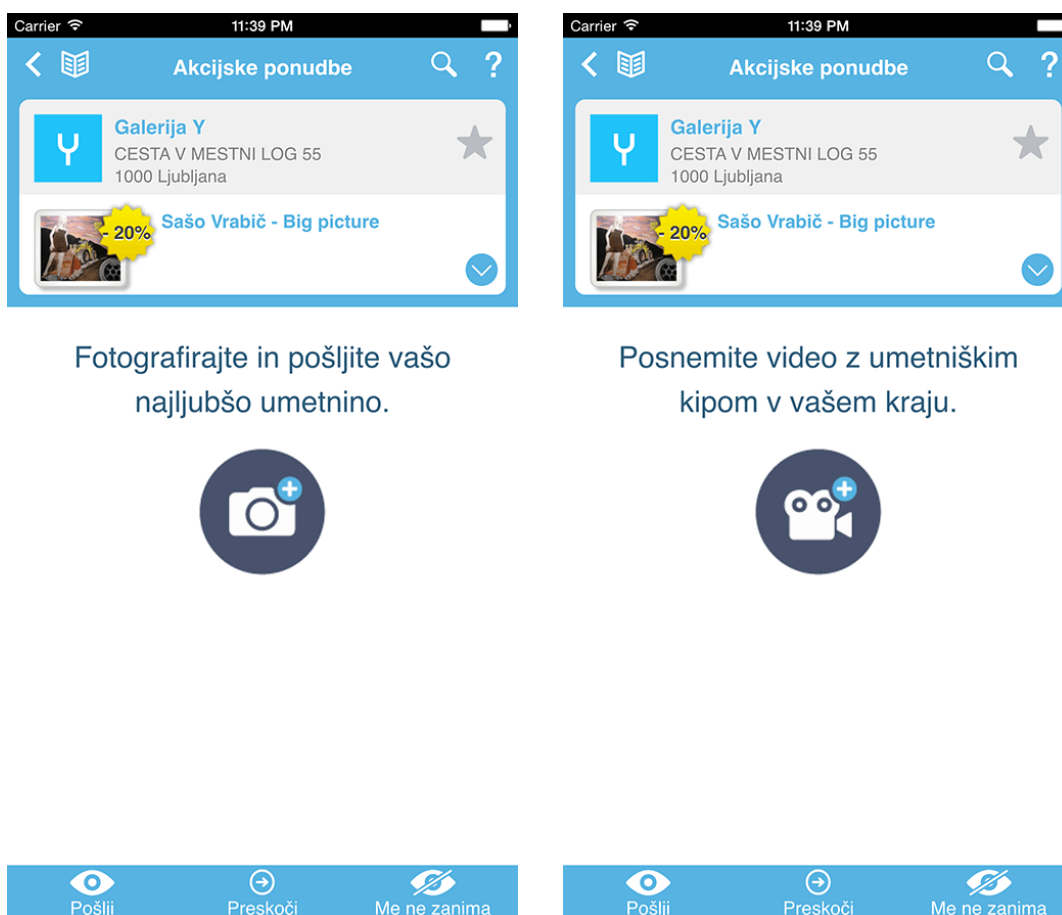 Carrier 11:39 PM
Akcijske ponudbe ?
Y Galerija Y
CESTA V MESTNI LOG 55
1000 Ljubljana
Sašo Vrabič - Big picture
- 20%
Fotografirajte in pošljite vašo
najljubšo umetnino.
Pošlji Preskoči Me ne zanima
Carrier 11:39 PM
Akcijske ponudbe ?
Y Galerija Y
CESTA V MESTNI LOG 55
1000 Ljubljana
Sašo Vrabič - Big picture
- 20%
Posnemite video z umetniškim
kipom v vašem kraju.
Pošlji Preskoči Me ne zanima